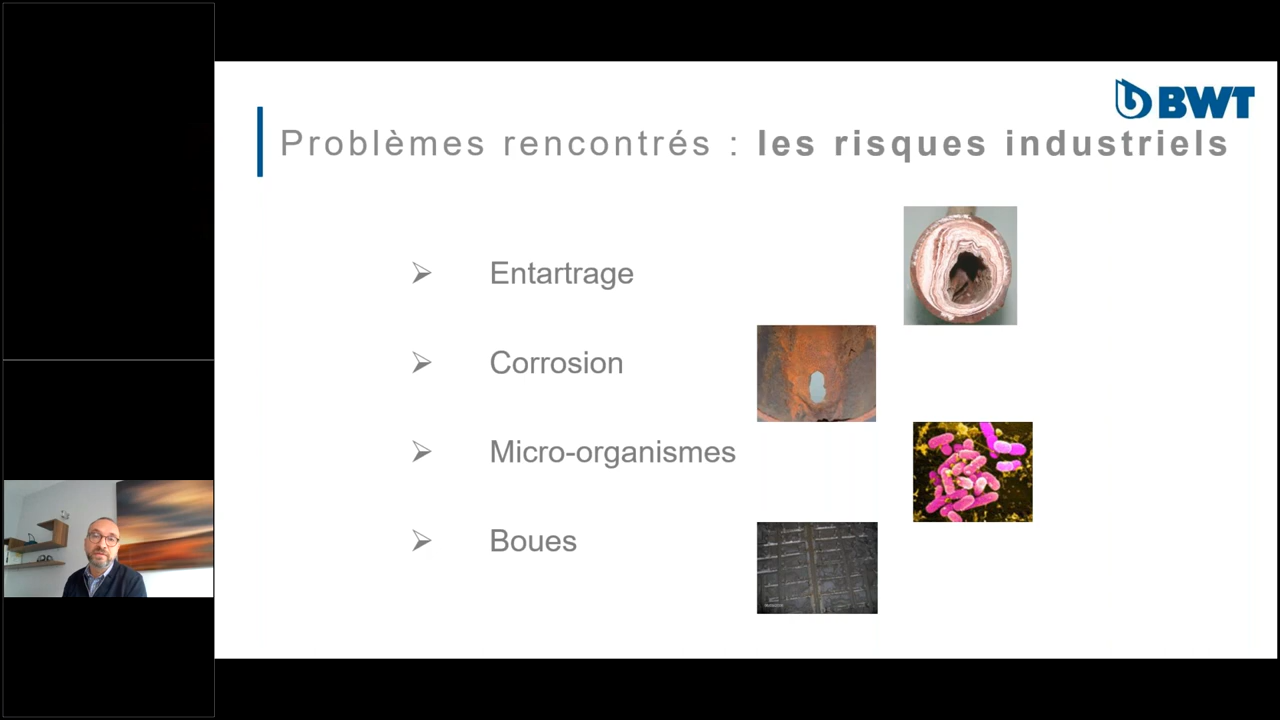 BWT
Problèmes rencontrés : les risques industriels
Entartrage
Corrosion
Micro-organismes
Boues